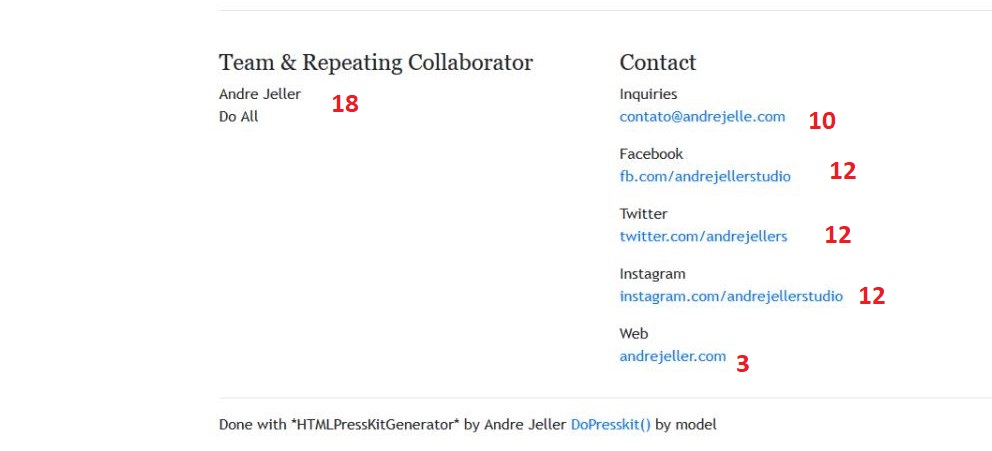 Team & Repeating Collaborator
Andre Jeller
Do All
18
Contact
Inquiries
contato@andrejelle.com
10
Facebook
fb.com/andrejellerstudio
12
Twitter
twitter.com/andrejellers
12
Instagram
instagram.com/andrejellerstudio
12
Web
andrejeller.com
3
Done with *HTMLPressKitGenerator* by Andre Jeller DoPresskit() by model